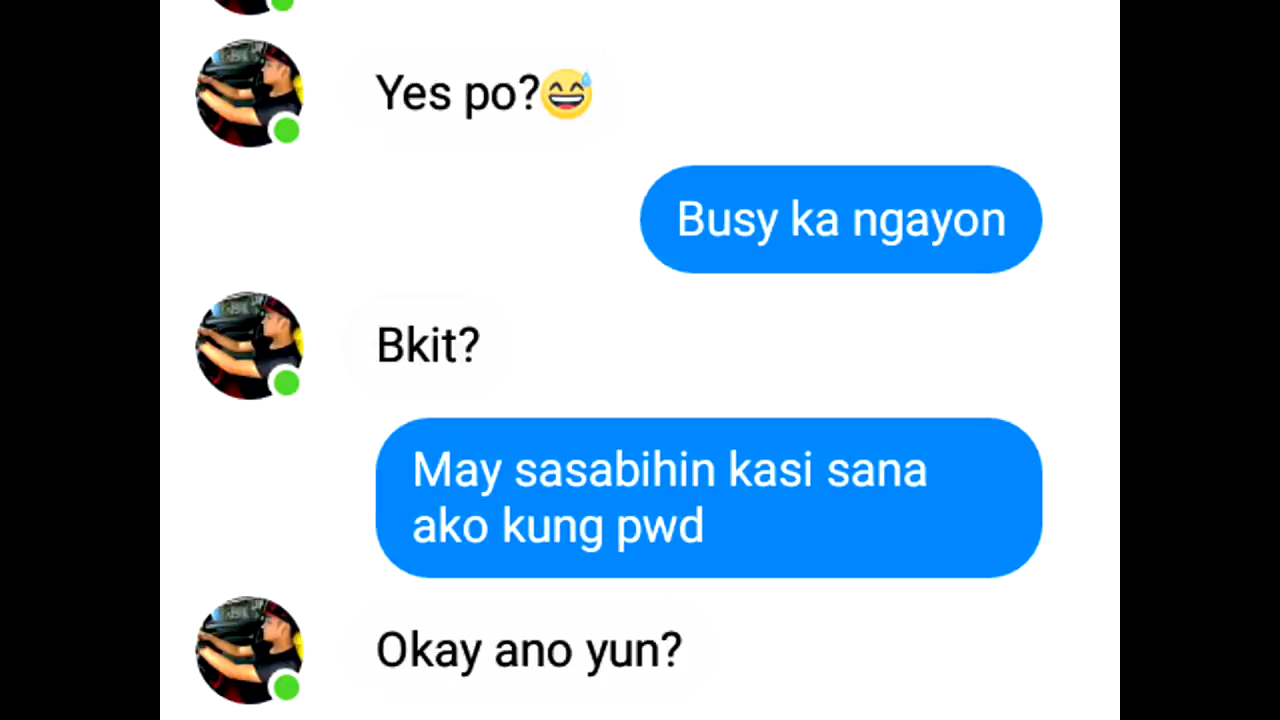 Yes po?😅
Busy ka ngayon
Bkit?
May sasabihin kasi sana
ako kung pwd
Okay ano yun?